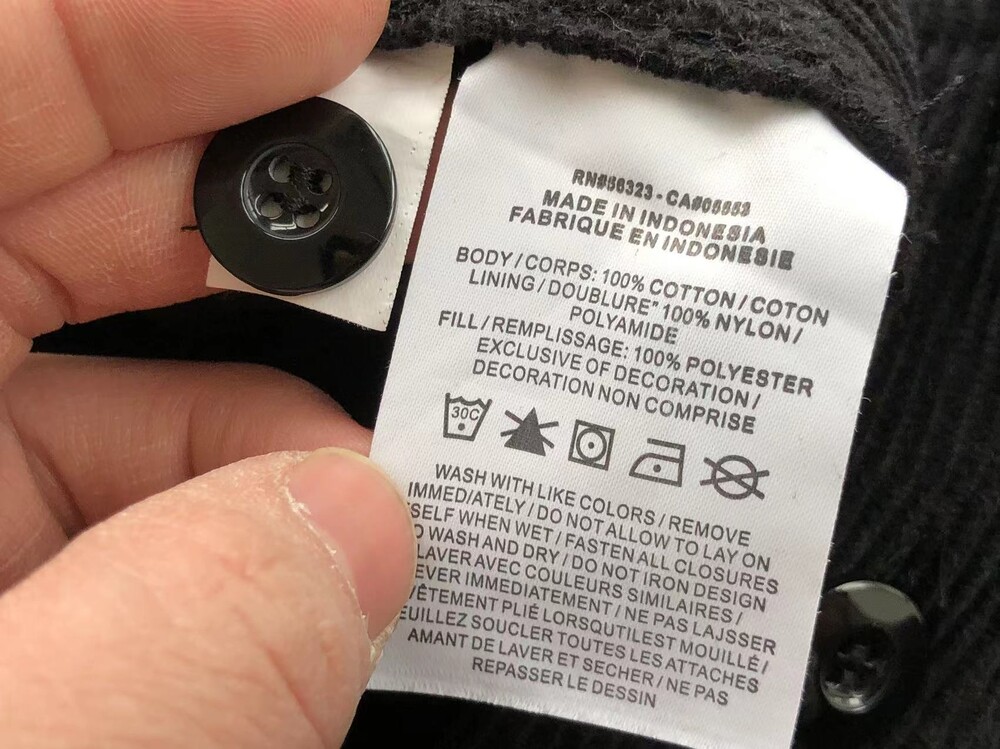 MADE IN INDONESIA
FABRIQUE EN INDONESIE
BODY / CORPS: 100% COTTON / COTON
LINING / DOUBLURE" 100% NYLON /
POLYAMIDE
FILL / REMPLISSAGE: 100% POLYESTER
EXCLUSIVE OF DECORATION /
DECORATION NON COMPRISE
30C
WASH WITH LIKE COLORS / REMOVE
IMMED/ATELY / DO NOT ALLOW TO LAY ON
SELF WHEN WET / FASTEN ALL CLOSURES
O WASH AND DRY / DO NOT IRON DESIGN
LAVER AVEC COULEURS SIMILAIRES /
EVER IMMEDIATEMENT / NE PAS LAJSSER
VÊTEMENT PLIÉ LORSQUTILEST MOUILLÉ /
EUILLEZ SOUCLER TOUTES LES ATTACHES
AMANT DE LAVER ET SECHER / NE PAS
REPASSER LE DESSIN